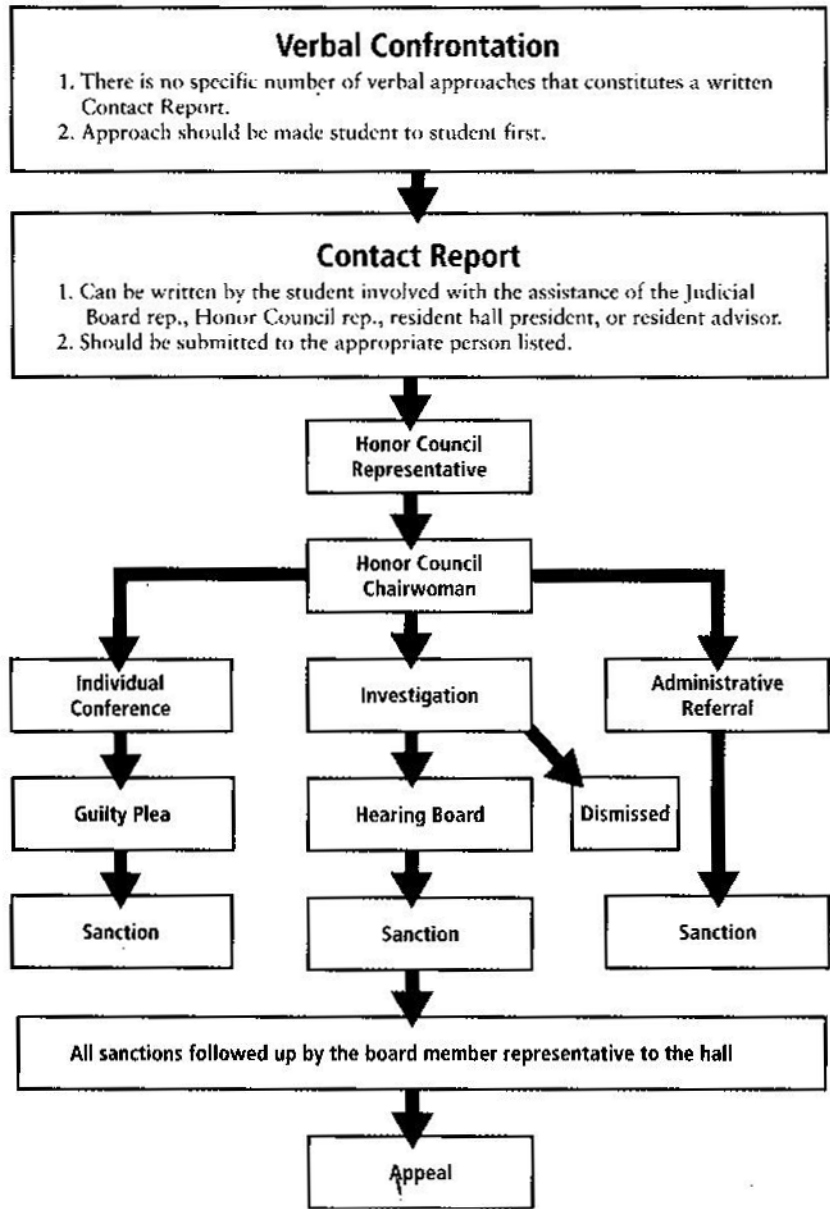 Verbal Confrontation
1. There is no specific number of verbal approaches that constitutes a written
Contact Report.
2. Approach should be made student to student first.
Contact Report
1. Can be written by the student involved with the assistance of the Judicial
Board rep., Honor Council rep., resident hall president, or resident advisor.
2. Should be submitted to the appropriate person listed.
Honor Council
Representative
Honor Council
Chairwoman
Individual
Conference
Investigation
Administrative
Referral
Guilty Plea
Hearing Board
Dismissed
Sanction
Sanction
Sanction
All sanctions followed up by the board member representative to the hall
Appeal